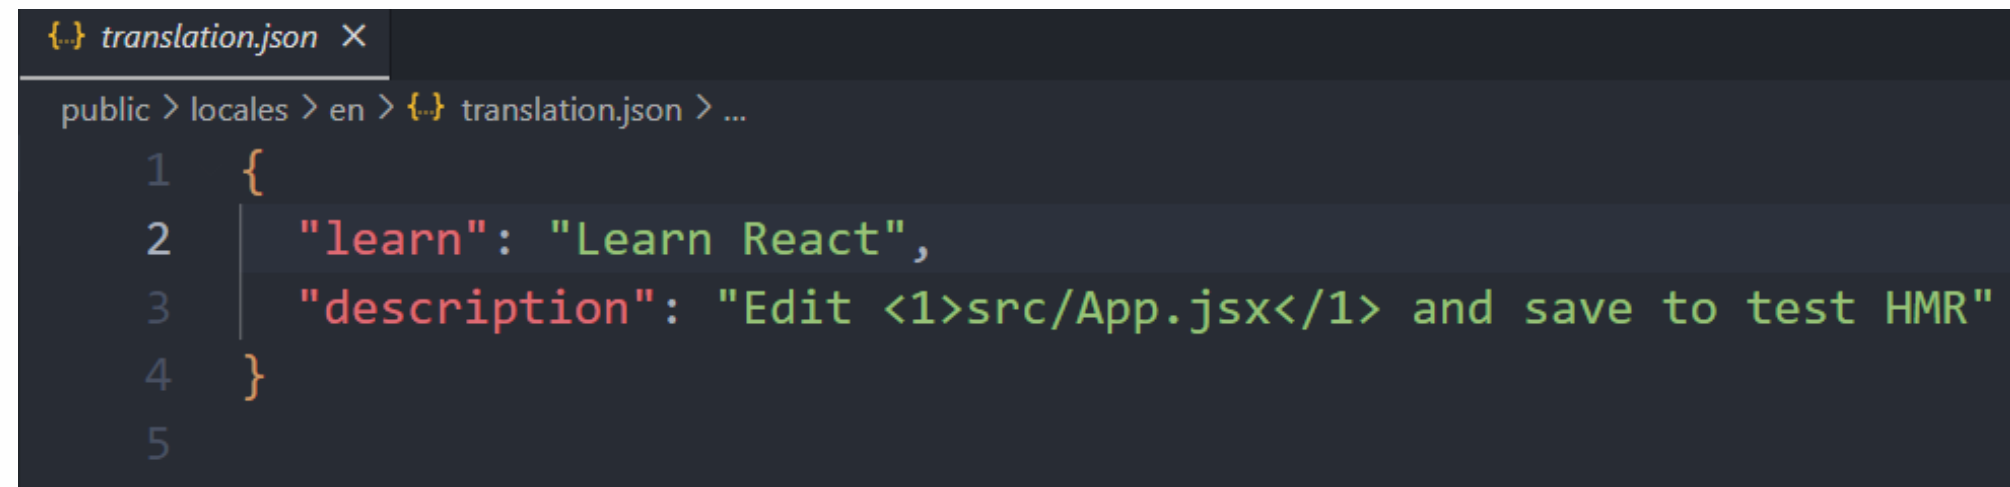 {..} translation.json ×
public > locales > en > {..} translation.json > ...
1 {
2 "learn": "Learn React",
3 "description": "Edit <1>src/App.jsx</1> and save to test HMR"
4 }
5